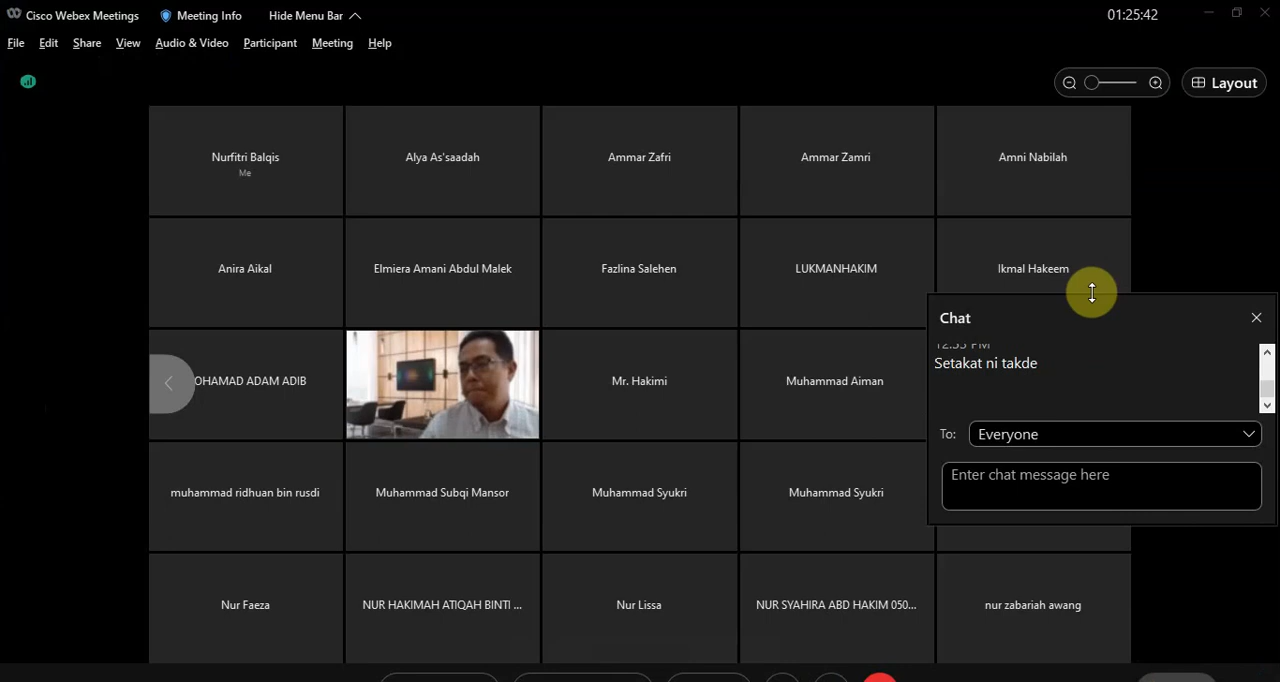 Cisco Webex Meetings Meeting Info Hide Menu Bar 01:25:42
File Edit Share View Audio & Video Participant Meeting Help
Layout
Nurfitri Balqis
Me
Alya As'saadah
Ammar Zafri
Ammar Zamri
Amni Nabilah
Anira Aikal
Elmiera Amani Abdul Malek
Fazlina Salehen
LUKMANHAKIM
Ikmal Hakeem
OHAMAD ADAM ADIB
Mr. Hakimi
Muhammad Aiman
muhammad ridhuan bin rusdi
Muhammad Subqi Mansor
Muhammad Syukri
Muhammad Syukri
Nur Faeza
NUR HAKIMAH ATIQAH BINTI ...
Nur Lissa
NUR SYAHIRA ABD HAKIM 050...
nur zabariah awang
Chat
Setakat ni takde
To: Everyone
Enter chat message here